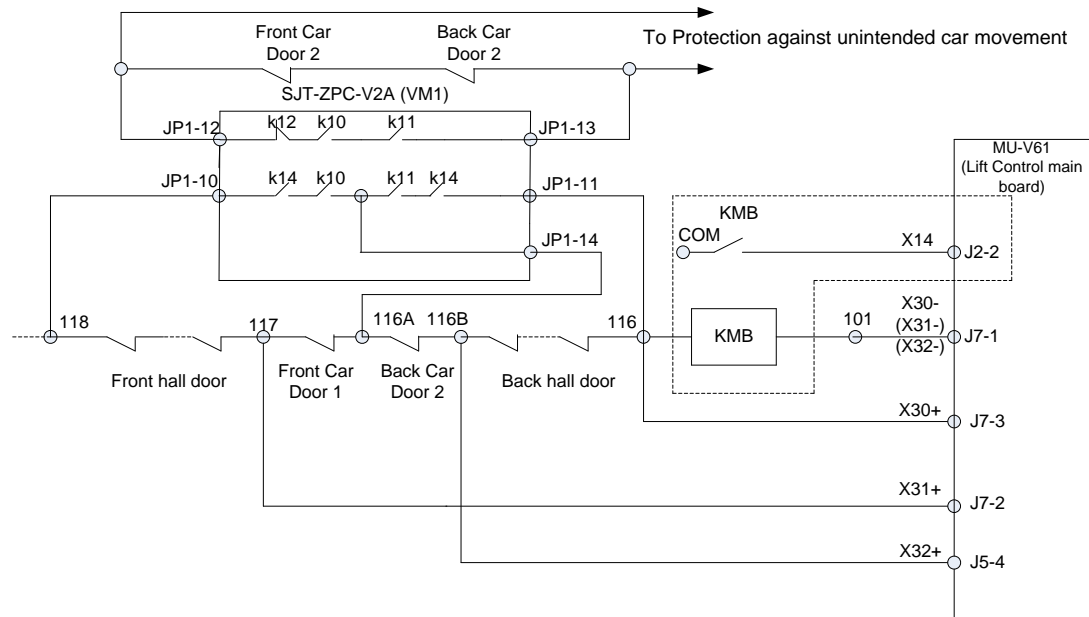 Front Car
Door 2
Back Car
Door 2
To Protection against unintended car movement
SJT-ZPC-V2A (VM1)
JP1-12
k12
k10
k11
JP1-13
JP1-10
k14
k10
k11
k14
JP1-11
JP1-14
MU-V61
(Lift Control main
board)
KMB
COM
X14
J2-2
118
117
116A
116B
116
KMB
101
X30-
(X31-)
(X32-)
J7-1
Front hall door
Front Car
Door 1
Back Car
Door 2
Back hall door
X30+
J7-3
X31+
J7-2
X32+
J5-4